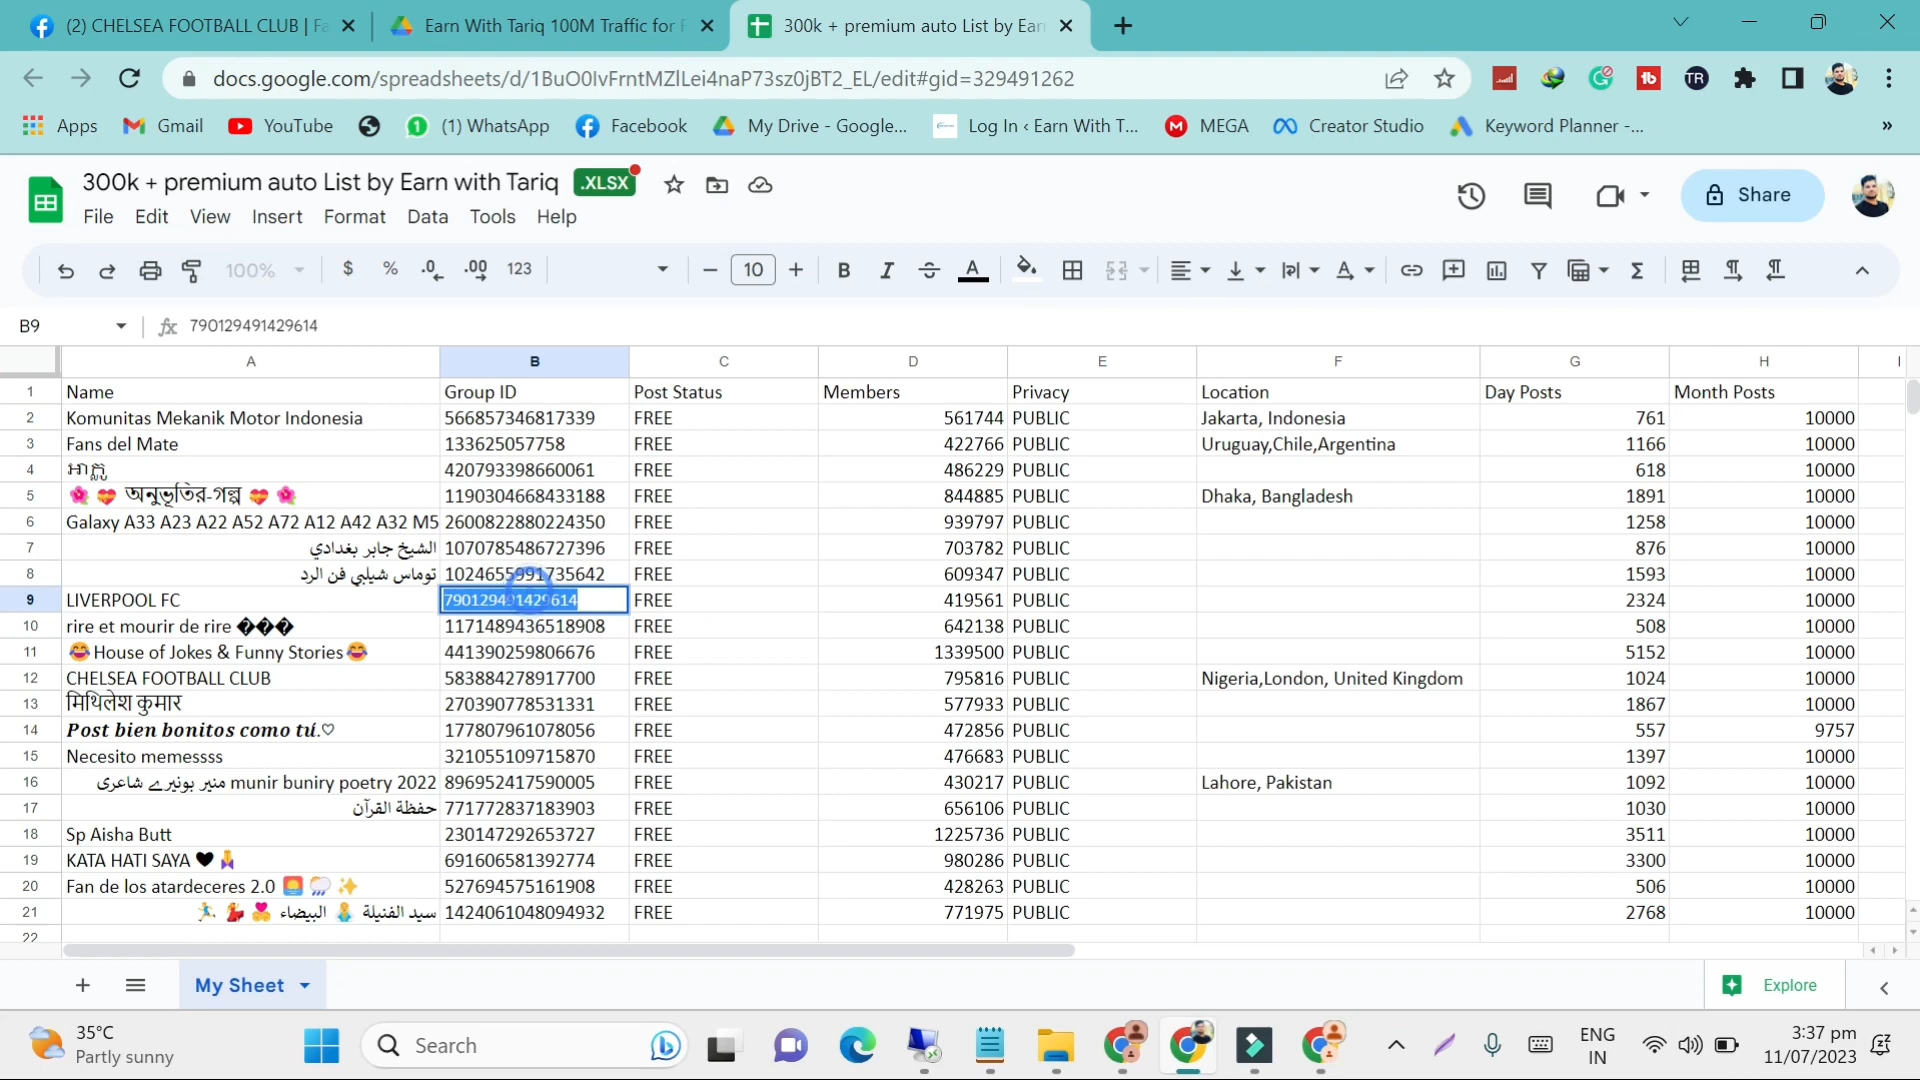 (2) CHELSEA FOOTBALL CLUB | Fa
Earn With Tariq 100M Traffic for F
300k + premium auto List by Earn
docs.google.com/spreadsheets/d/1BuO0IvFrntMZlLei4naP73sz0jBT2_EL/edit#gid=329491262
Apps Gmail YouTube (1) WhatsApp Facebook My Drive - Google... Log In ‹ Earn With T... MEGA Creator Studio Keyword Planner -... »
300k + premium auto List by Earn with Tariq .XLSX
File Edit View Insert Format Data Tools Help
Share
100% $ % .0 .00 123 10 B I A
B9 fx 790129491429614
A B C D E F G H I
1 Name Group ID Post Status Members Privacy Location Day Posts Month Posts
2 Komunitas Mekanik Motor Indonesia 566857346817339 FREE 561744 PUBLIC Jakarta, Indonesia 761 10000
3 Fans del Mate 133625057758 FREE 422766 PUBLIC Uruguay,Chile,Argentina 1166 10000
4 420793398660061 FREE 486229 PUBLIC 618 10000
5 🌺 💝 অনুভূতির-গল্প 💝 🌺 1190304668433188 FREE 844885 PUBLIC Dhaka, Bangladesh 1891 10000
6 Galaxy A33 A23 A22 A52 A72 A12 A42 A32 M5 2600822880224350 FREE 939797 PUBLIC 1258 10000
7 الشيخ جابر بغدادي 1070785486727396 FREE 703782 PUBLIC 876 10000
8 توماس شيلبي فن الرد 1024655991735642 FREE 609347 PUBLIC 1593 10000
9 LIVERPOOL FC 790129491429614 FREE 419561 PUBLIC 2324 10000
10 rire et mourir de rire ��� 1171489436518908 FREE 642138 PUBLIC 508 10000
11 😂 House of Jokes & Funny Stories 😂 441390259806676 FREE 1339500 PUBLIC 5152 10000
12 CHELSEA FOOTBALL CLUB 583884278917700 FREE 795816 PUBLIC Nigeria,London, United Kingdom 1024 10000
13 मिथिलेश कुमार 270390778531331 FREE 577933 PUBLIC 1867 10000
14 Post bien bonitos como tú.♡ 177807961078056 FREE 472856 PUBLIC 557 9757
15 Necesito memessss 321055109715870 FREE 476683 PUBLIC 1397 10000
16 منیر بونیرے شاعری munir buniry poetry 2022 896952417590005 FREE 430217 PUBLIC Lahore, Pakistan 1092 10000
17 حفظة القرآن 771772837183903 FREE 656106 PUBLIC 1030 10000
18 Sp Aisha Butt 230147292653727 FREE 1225736 PUBLIC 3511 10000
19 KATA HATI SAYA 🖤 691606581392774 FREE 980286 PUBLIC 3300 10000
20 Fan de los atardeceres 2.0 🌅 🌧 ✨ 527694575161908 FREE 428263 PUBLIC 506 10000
21 سيد الفنيلة البيضاء 1424061048094932 FREE 771975 PUBLIC 2768 10000
22
My Sheet Explore
35°C
Partly sunny
Search
ENG
IN
3:37 pm
11/07/2023